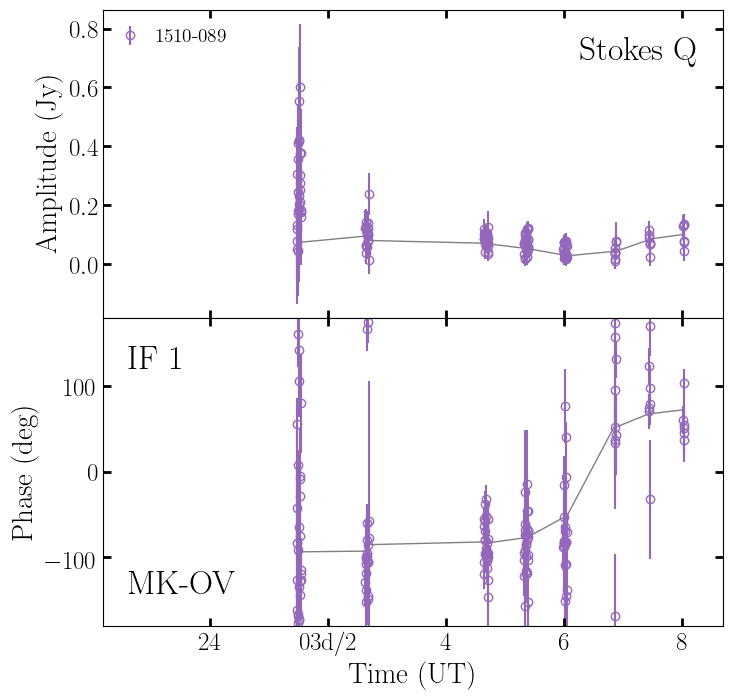 1510-089
Stokes Q
0.8
0.6
0.4
0.2
0.0
Amplitude (Jy)
IF 1
100
0
−100
Phase (deg)
MK-OV
24
03d/2
4
6
8
Time (UT)